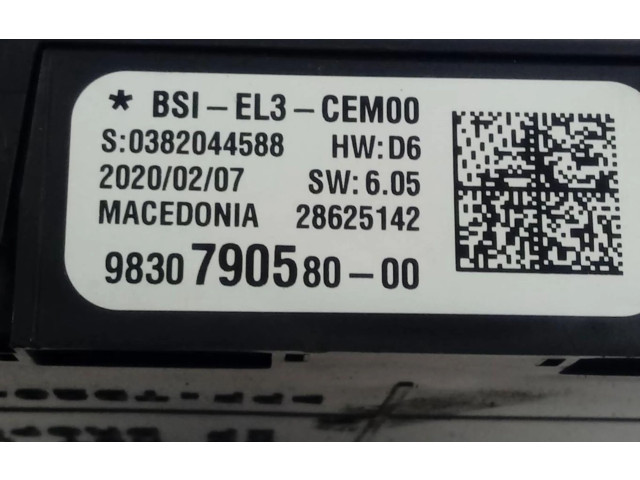 * BSI-EL3-CEM00
S:0382044588 HW:D6
2020/02/07 SW:6.05
MACEDONIA 28625142
9830790580-00